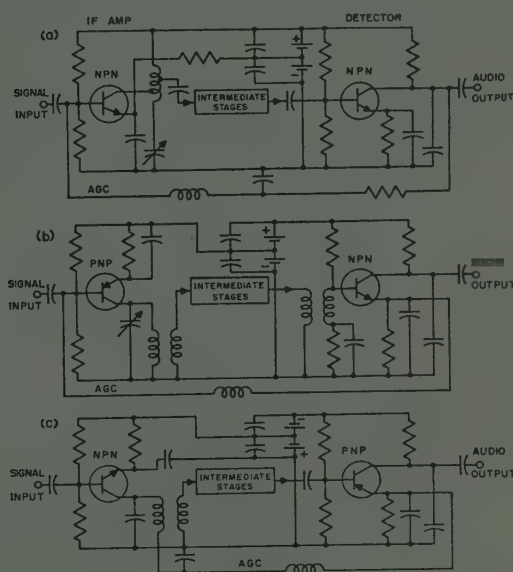 (a)
IF AMP
DETECTOR
NPN
NPN
SIGNAL
INPUT
INTERMEDIATE
STAGES
AUDIO
OUTPUT
AGC
(b)
PNP
NPN
SIGNAL
INPUT
INTERMEDIATE
STAGES
OUTPUT
AGC
(c)
NPN
PNP
SIGNAL
INPUT
INTERMEDIATE
STAGES
AUDIO
OUTPUT
AGC